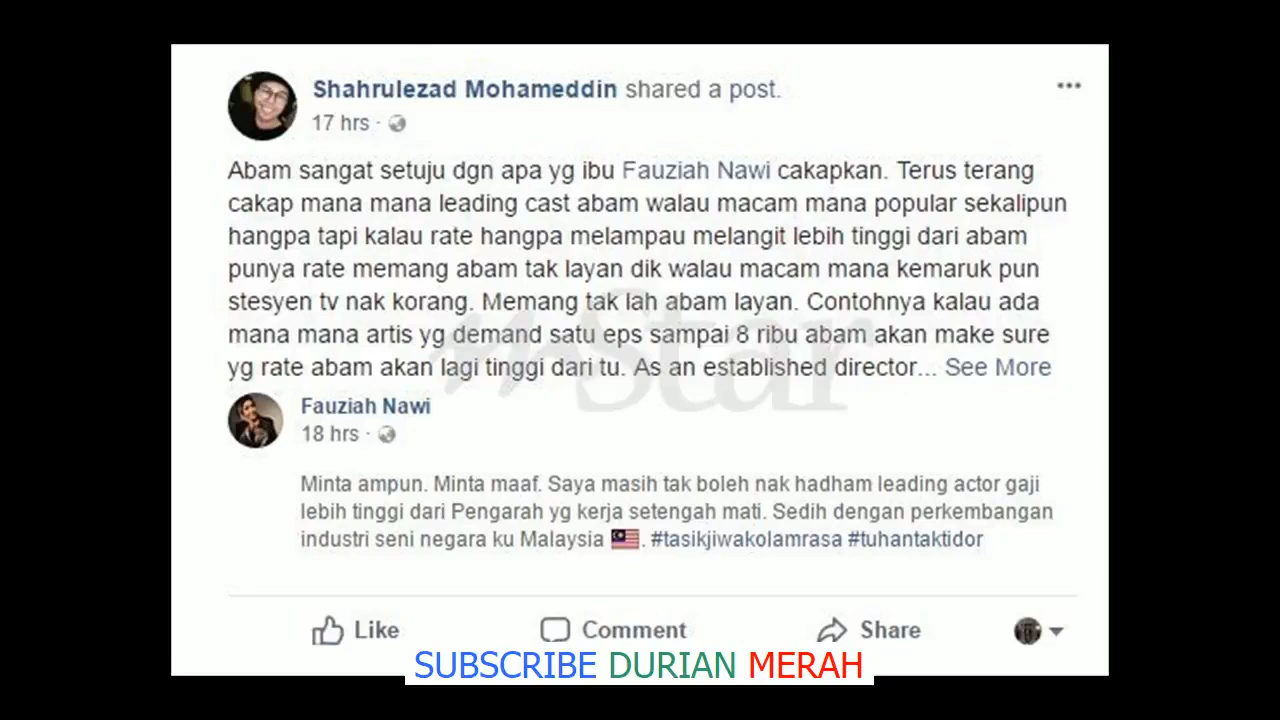 Shahrulezad Mohameddin shared a post.
17 hrs ·
Abam sangat setuju dgn apa yg ibu Fauziah Nawi cakapkan. Terus terang
cakap mana mana leading cast abam walau macam mana popular sekalipun
hangpa tapi kalau rate hangpa melampau melangit lebih tinggi dari abam
punya rate memang abam tak layan dik walau macam mana kemaruk pun
stesyen tv nak korang. Memang tak lah abam layan. Contohnya kalau ada
mana mana artis yg demand satu eps sampai 8 ribu abam akan make sure
yg rate abam akan lagi tinggi dari tu. As an established director... See More
mStar
Fauziah Nawi
18 hrs ·
Minta ampun. Minta maaf. Saya masih tak boleh nak hadham leading actor gaji
lebih tinggi dari Pengarah yg kerja setengah mati. Sedih dengan perkembangan
industri seni negara ku Malaysia 🇲🇾. #tasikjiwakolamrasa #tuhantaktidor
Like Comment Share
SUBSCRIBE DURIAN MERAH